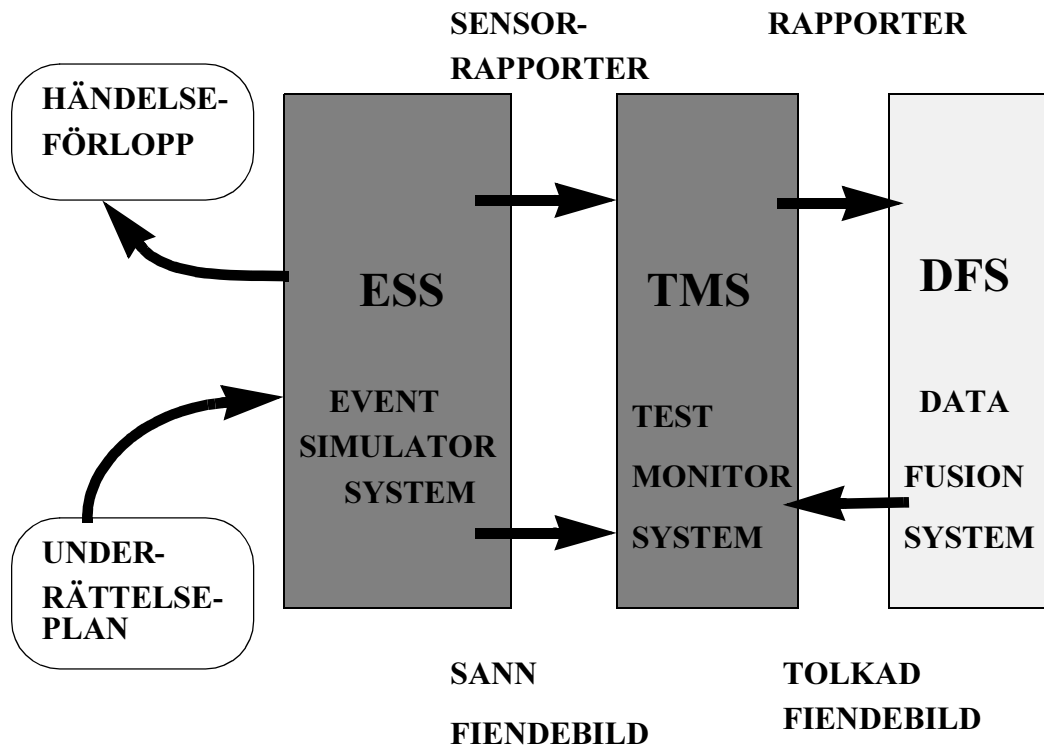 SENSOR-
RAPPORTER
RAPPORTER
HÄNDELSE-
FÖRLOPP
ESS
EVENT
SIMULATOR
SYSTEM
TMS
TEST
MONITOR
SYSTEM
DFS
DATA
FUSION
SYSTEM
UNDER-
RÄTTELSE-
PLAN
SANN
FIENDEBILD
TOLKAD
FIENDEBILD